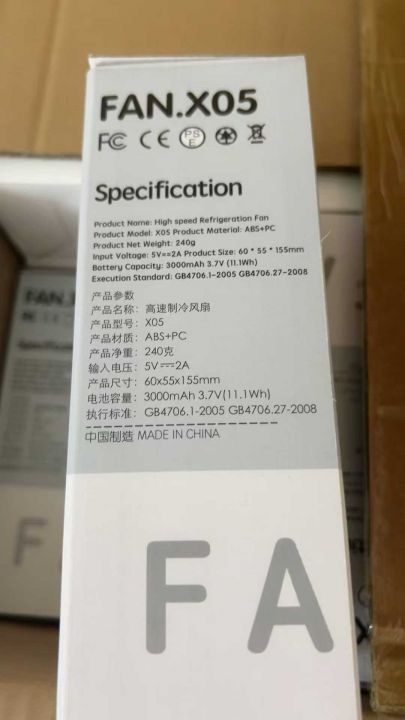 FAN.X05
FC CE PS E
Specification
Product Name: High speed Refrigeration Fan
Product Model: X05 Product Material: ABS+PC
Product Net Weight: 240g
Input Voltage: 5V==2A Product Size: 60 * 55 * 155mm
Battery Capacity: 3000mAh 3.7V (11.1Wh)
Execution Standard: GB4706.1-2005 GB4706.27-2008
产品参数
产品名称: 高速制冷风扇
产品型号: X05
产品材质: ABS+PC
产品净重: 240克
输入电压: 5V⎓2A
产品尺寸: 60x55x155mm
电池容量: 3000mAh 3.7V(11.1Wh)
执行标准: GB4706.1-2005 GB4706.27-2008
中国制造 MADE IN CHINA
F A
FAN.X
F